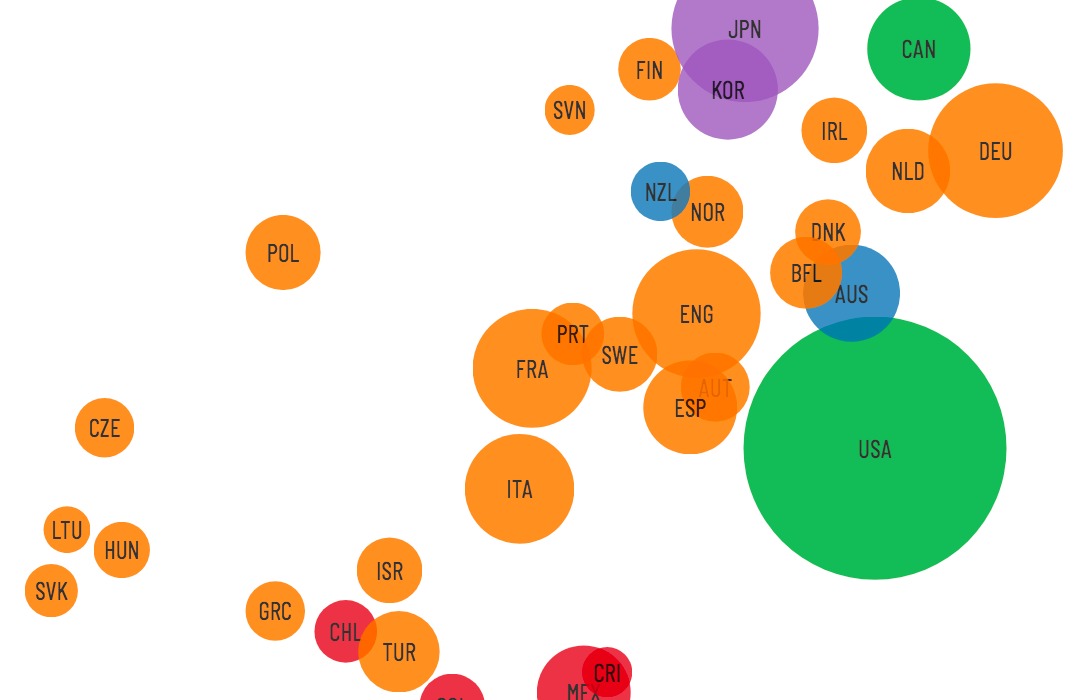 JPN
CAN
FIN
KOR
SVN
IRL
DEU
NLD
NZL
NOR
DNK
POL
BFL
AUS
ENG
PRT
SWE
FRA
AUT
ESP
CZE
USA
ITA
LTU
HUN
ISR
SVK
GRC
CHL
TUR
CRI
MEX